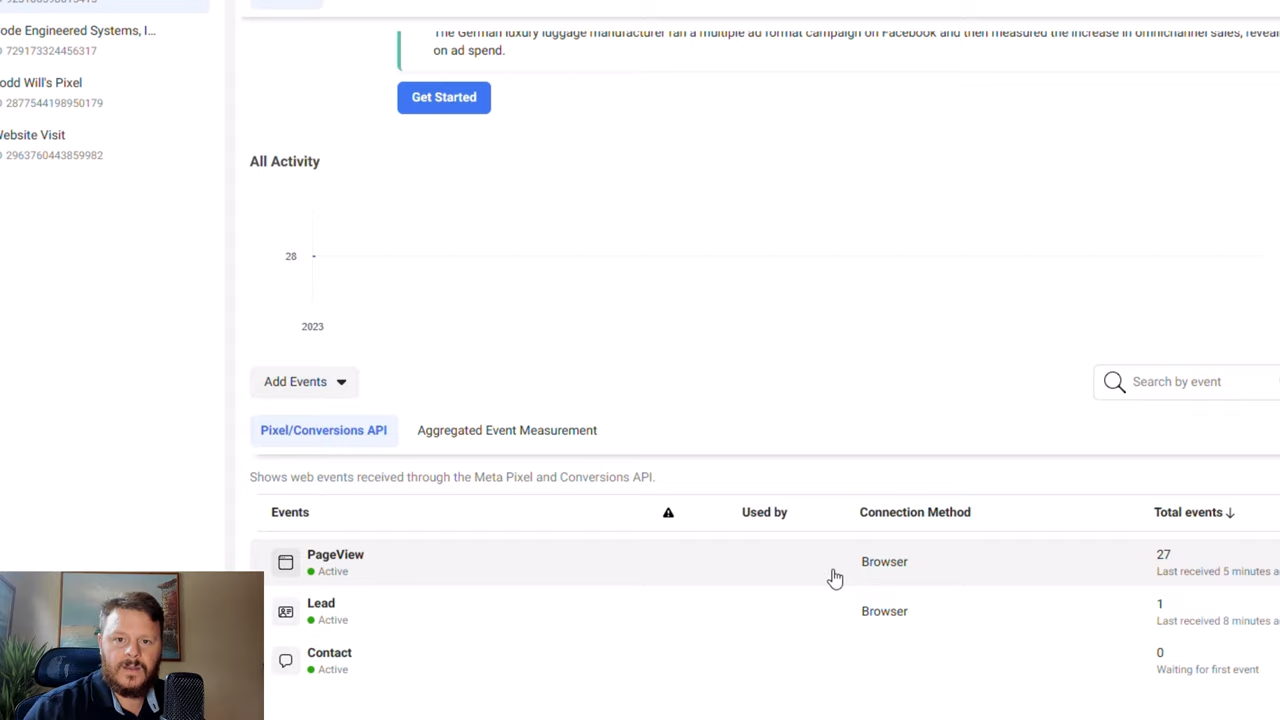 ode Engineered Systems, I...
729173324456317
odd Will's Pixel
2877544198950179
ebsite Visit
2963760443859982
The German luxury luggage manufacturer ran a multiple ad format campaign on Facebook and then measured the increase in omnichannel sales, reveal
on ad spend.
Get Started
All Activity
28
2023
Add Events
Search by event
Pixel/Conversions API
Aggregated Event Measurement
Shows web events received through the Meta Pixel and Conversions API.
Events Used by Connection Method Total events
PageView
Active
Browser
27
Last received 5 minutes a
Lead
Active
Browser
1
Last received 8 minutes a
Contact
Active
0
Waiting for first event